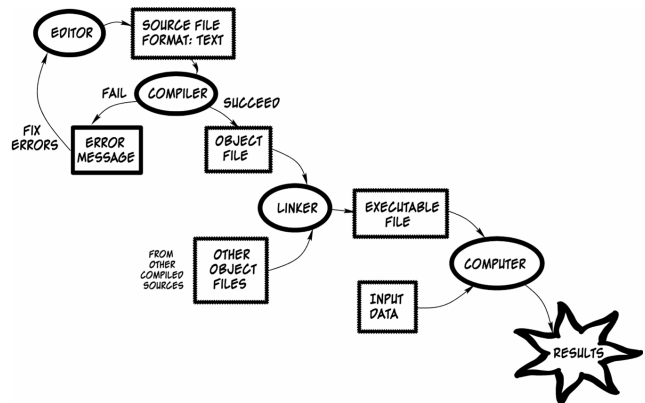 EDITOR
SOURCE FILE
FORMAT: TEXT
COMPILER
FAIL
SUCCEED
FIX
ERRORS
ERROR
MESSAGE
OBJECT
FILE
LINKER
EXECUTABLE
FILE
FROM
OTHER
COMPILED
SOURCES
OTHER
OBJECT
FILES
COMPUTER
INPUT
DATA
RESULTS